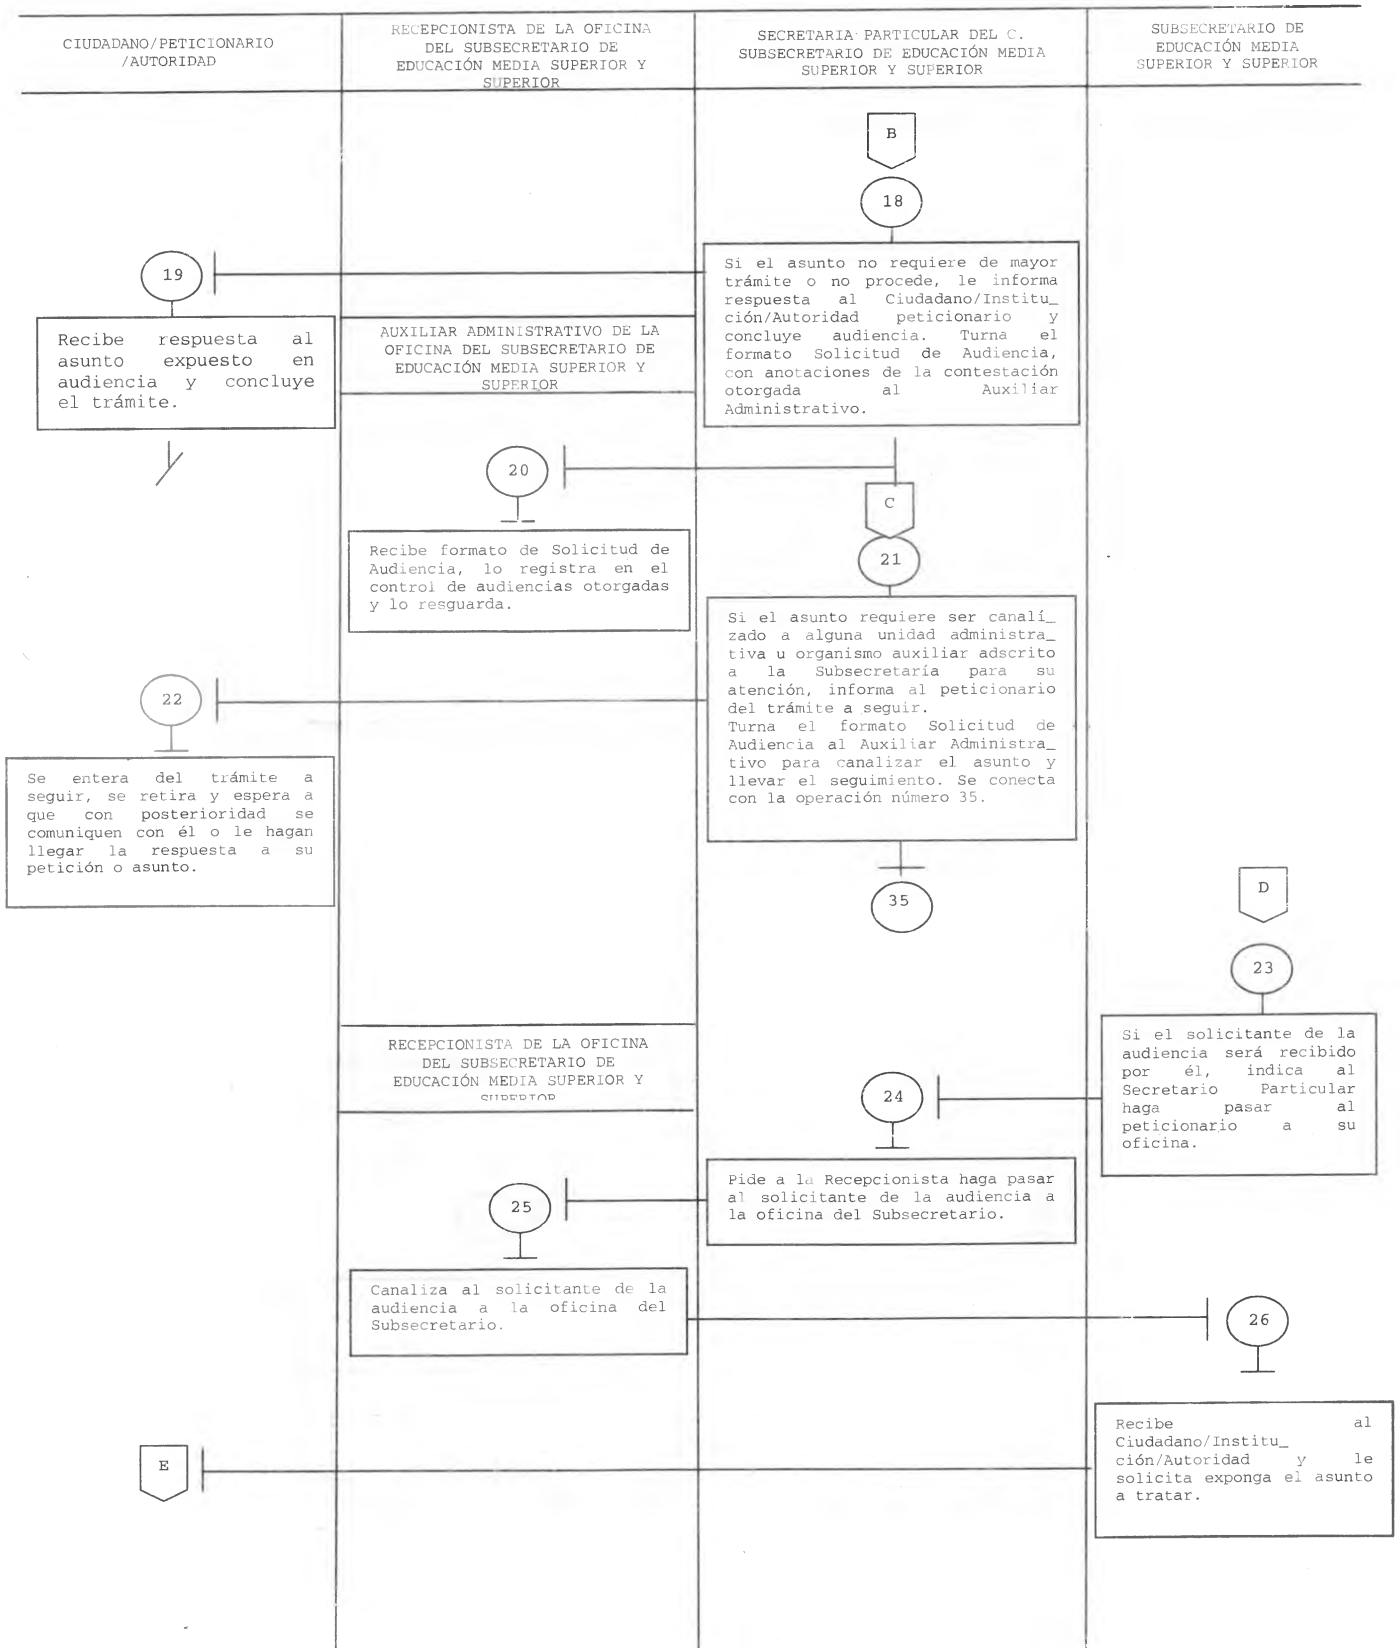 CIUDADANO/PETICIONARIO
/AUTORIDAD
RECEPCIONISTA DE LA OFICINA
DEL SUBSECRETARIO DE
EDUCACIÓN MEDIA SUPERIOR Y
SUPERIOR
SECRETARIA PARTICULAR DEL C.
SUBSECRETARIO DE EDUCACIÓN MEDIA
SUPERIOR Y SUPERIOR
SUBSECRETARIO DE
EDUCACIÓN MEDIA
SUPERIOR Y SUPERIOR
B
18
Si el asunto no requiere de mayor
trámite o no procede, le informa
respuesta al Ciudadano/Institu_
ción/Autoridad peticionario y
concluye audiencia. Turna el
formato Solicitud de Audiencia,
con anotaciones de la contestación
otorgada al Auxiliar
Administrativo.
19
Recibe respuesta al
asunto expuesto en
audiencia y concluye
el trámite.
AUXILIAR ADMINISTRATIVO DE LA
OFICINA DEL SUBSECRETARIO DE
EDUCACIÓN MEDIA SUPERIOR Y
SUPERIOR
20
Recibe formato de Solicitud de
Audiencia, lo registra en el
control de audiencias otorgadas
y lo resguarda.
C
21
Si el asunto requiere ser canalí_
zado a alguna unidad administra_
tiva u organismo auxiliar adscrito
a la Subsecretaría para su
atención, informa al peticionario
del trámite a seguir.
Turna el formato Solicitud de
Audiencia al Auxiliar Administra_
tivo para canalizar el asunto y
llevar el seguimiento. Se conecta
con la operación número 35.
22
Se entera del trámite a
seguir, se retira y espera a
que con posterioridad se
comuniquen con él o le hagan
llegar la respuesta a su
petición o asunto.
35
D
23
Si el solicitante de la
audiencia será recibido
por él, indica al
Secretario Particular
haga pasar al
peticionario a su
oficina.
RECEPCIONISTA DE LA OFICINA
DEL SUBSECRETARIO DE
EDUCACIÓN MEDIA SUPERIOR Y
SUPERIOR
24
Pide a la Recepcionista haga pasar
al solicitante de la audiencia a
la oficina del Subsecretario.
25
Canaliza al solicitante de la
audiencia a la oficina del
Subsecretario.
26
Recibe al
Ciudadano/Institu_
ción/Autoridad y le
solicita exponga el asunto
a tratar.
E